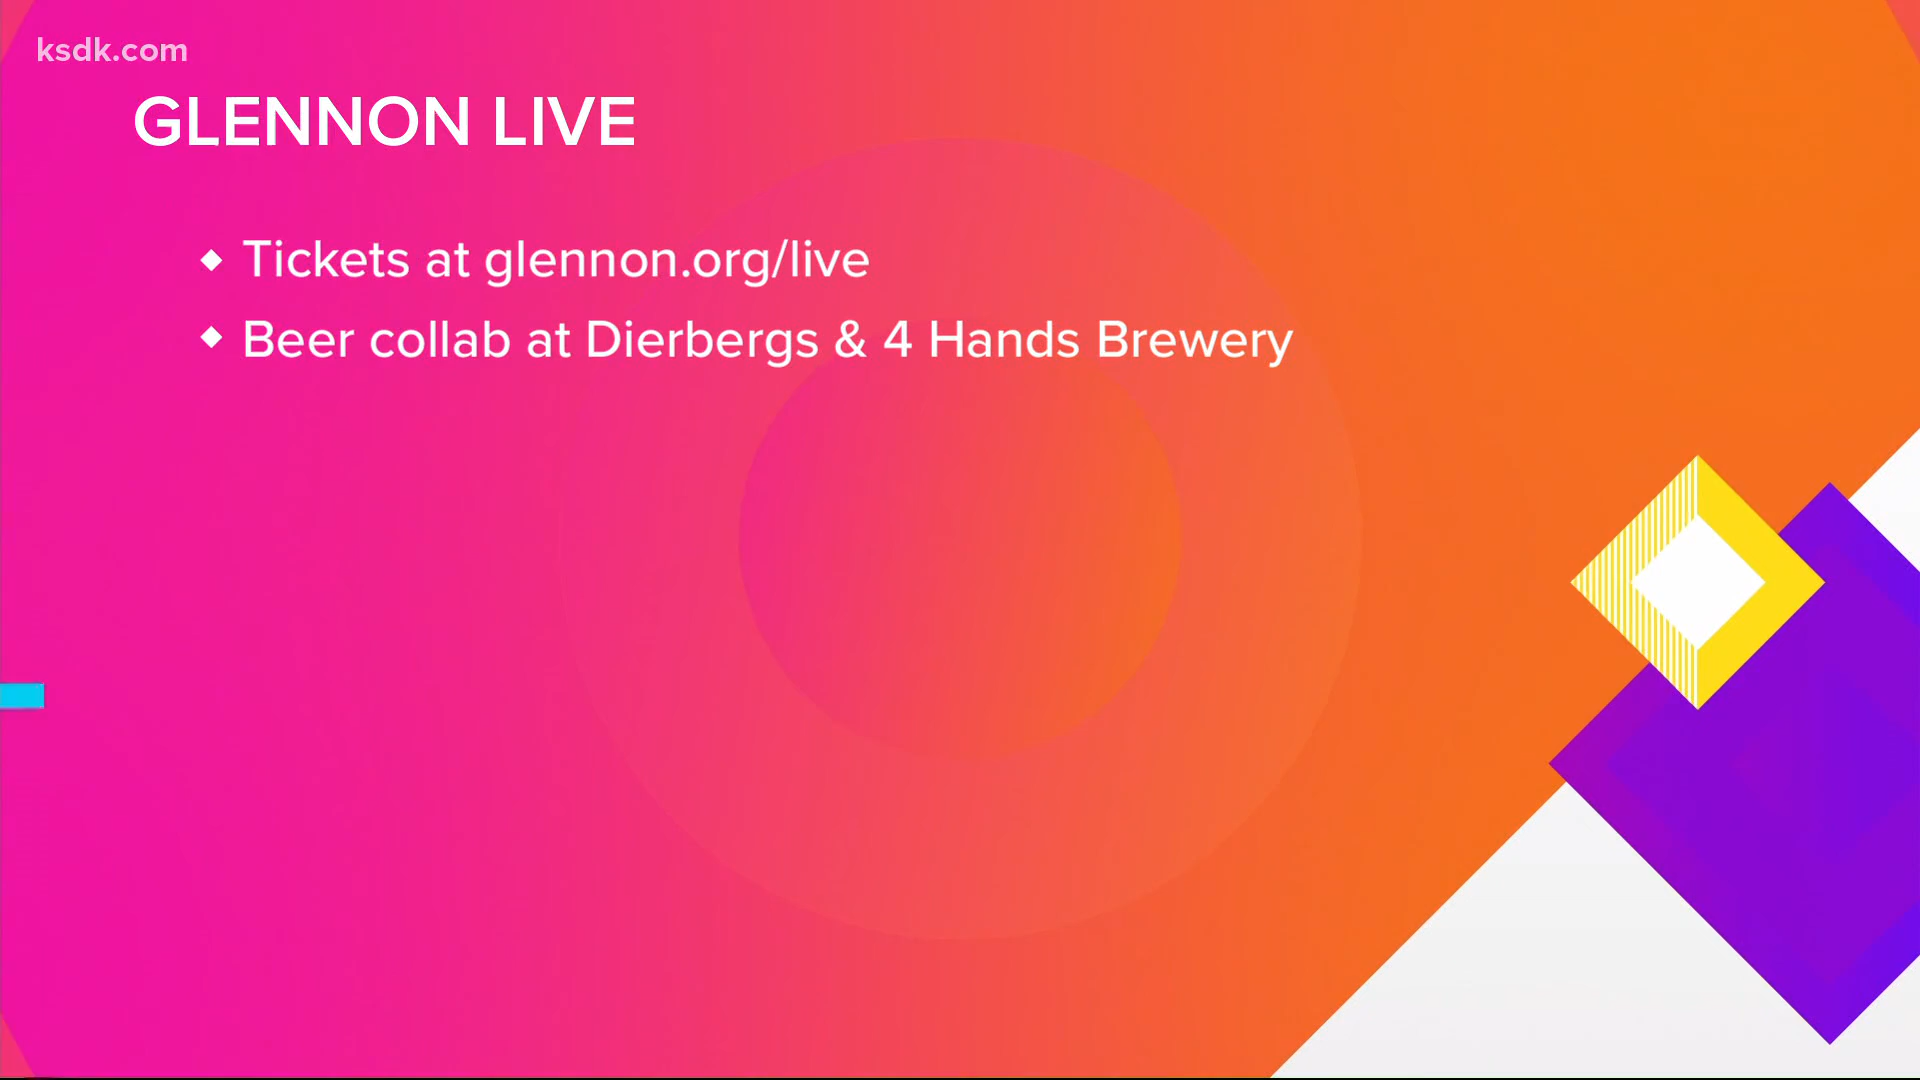 ksdk.com
GLENNON LIVE
Tickets at glennon.org/live
Beer collab at Dierbergs & 4 Hands Brewery